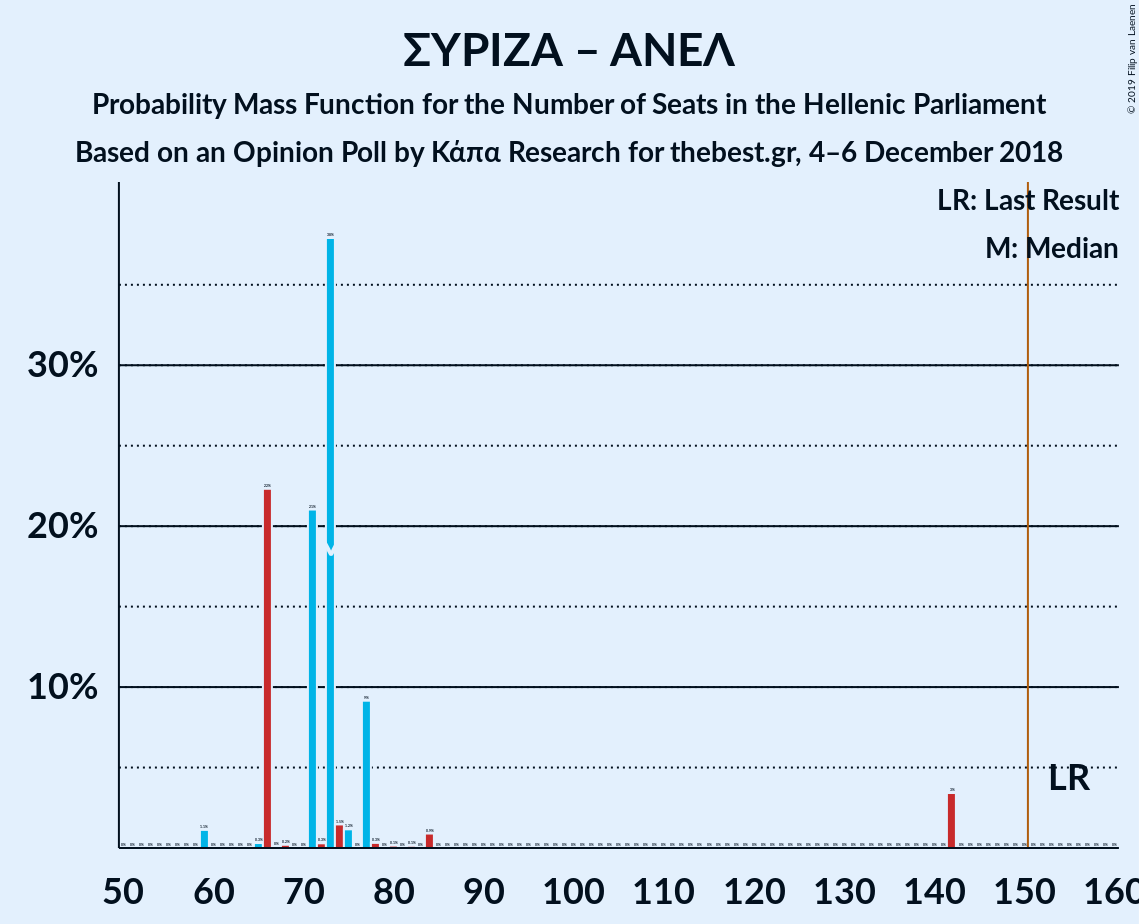 ΣΥΡΙΖΑ – ΑΝΕΛ
Probability Mass Function for the Number of Seats in the Hellenic Parliament
Based on an Opinion Poll by Κάπα Research for thebest.gr, 4–6 December 2018
© 2019 Filip van Laenen
LR: Last Result
M: Median
30%
20%
10%
M
LR
50 60 70 80 90 100 110 120 130 140 150 160